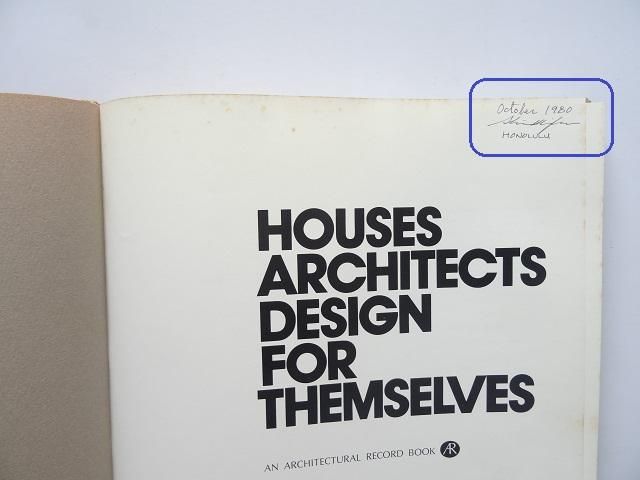 October 1980
HONOLULU
HOUSES
ARCHITECTS
DESIGN
FOR
THEMSELVES
AN ARCHITECTURAL RECORD BOOK AR